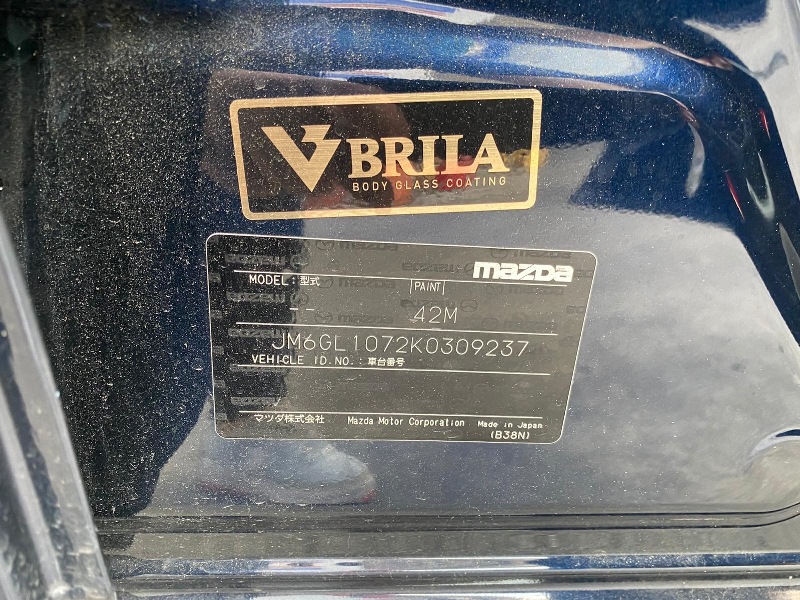 BRILA
BODY GLASS COATING
mazda
MODEL:型式
PAINT
42M
JM6GL1072K0309237
VEHICLE ID.NO.:車台番号
マツダ株式会社 Mazda Motor Corporation Made in Japan
(B38N)